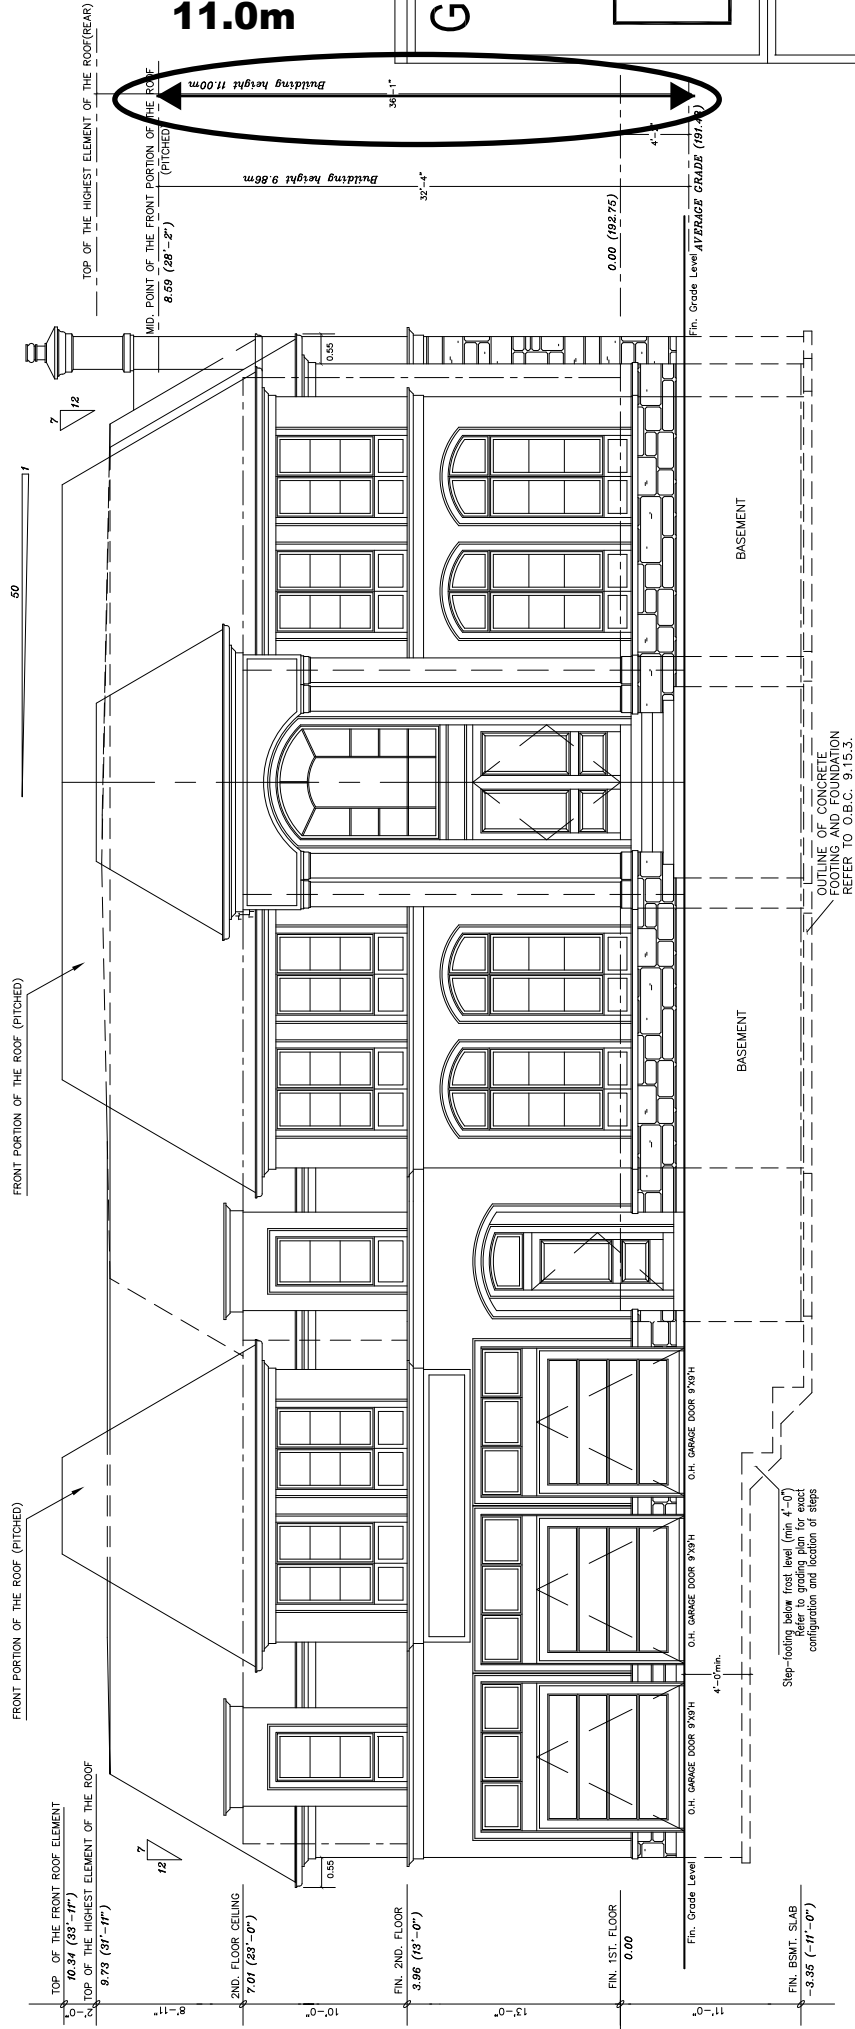 11.0m
G
TOP OF THE HIGHEST ELEMENT OF THE ROOF(REAR)
MID. POINT OF THE FRONT PORTION OF THE ROOF
(PITCHED)
8.59 (28'-2")
Building height 11.00m
36'-1"
Building height 9.86m
32'-4"
4'-2"
0.00 (192.75)
AVERAGE GRADE
Fin. Grade Level
0.55
7
12
50
1
BASEMENT
OUTLINE OF CONCRETE
FOOTING AND FOUNDATION
REFER TO O.B.C. 9.15.3.
BASEMENT
FRONT PORTION OF THE ROOF (PITCHED)
FRONT PORTION OF THE ROOF (PITCHED)
O.H. GARAGE DOOR 9'X9'H
O.H. GARAGE DOOR 9'X9'H
O.H. GARAGE DOOR 9'X9'H
Step-footing below frost level (min 4'-0")
Refer to grading plan for exact
configuration and location of steps
4'-0"min.
7
12
0.55
TOP OF THE FRONT ROOF ELEMENT
10.34 (33'-11")
TOP OF THE HIGHEST ELEMENT OF THE ROOF
9.73 (31'-11")
2ND. FLOOR CEILING
7.01 (23'-0")
FIN. 2ND. FLOOR
3.96 (13'-0")
FIN. 1ST. FLOOR
0.00
Fin. Grade Level
FIN. BSMT. SLAB
-3.35 (-11'-0")
2'-0"
8'-11"
10'-0"
13'-0"
11'-0"